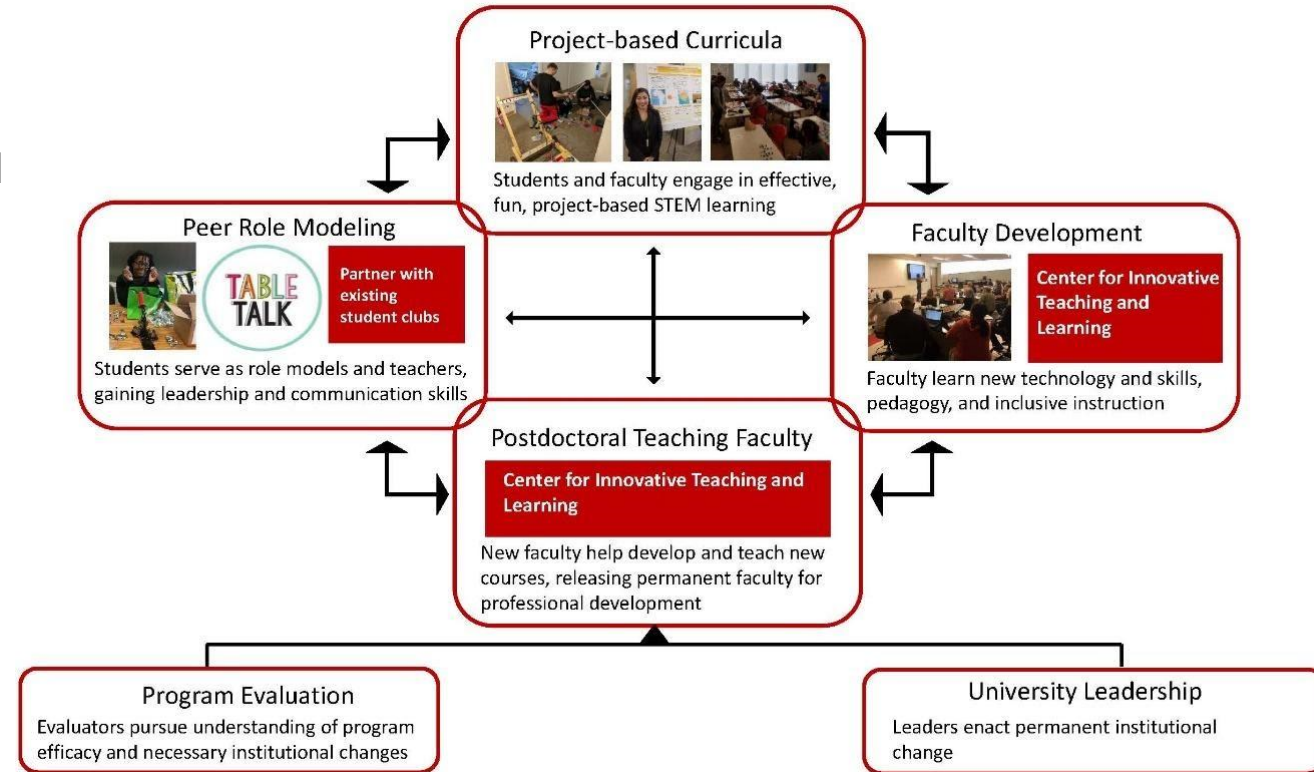 Project-based Curricula
Students and faculty engage in effective,
fun, project-based STEM learning
Peer Role Modeling
TABLE
TALK
Partner with
existing
student clubs
Students serve as role models and teachers,
gaining leadership and communication skills
Faculty Development
Center for Innovative
Teaching and
Learning
Faculty learn new technology and skills,
pedagogy, and inclusive instruction
Postdoctoral Teaching Faculty
Center for Innovative Teaching and
Learning
New faculty help develop and teach new
courses, releasing permanent faculty for
professional development
Program Evaluation
Evaluators pursue understanding of program
efficacy and necessary institutional changes
University Leadership
Leaders enact permanent institutional
change